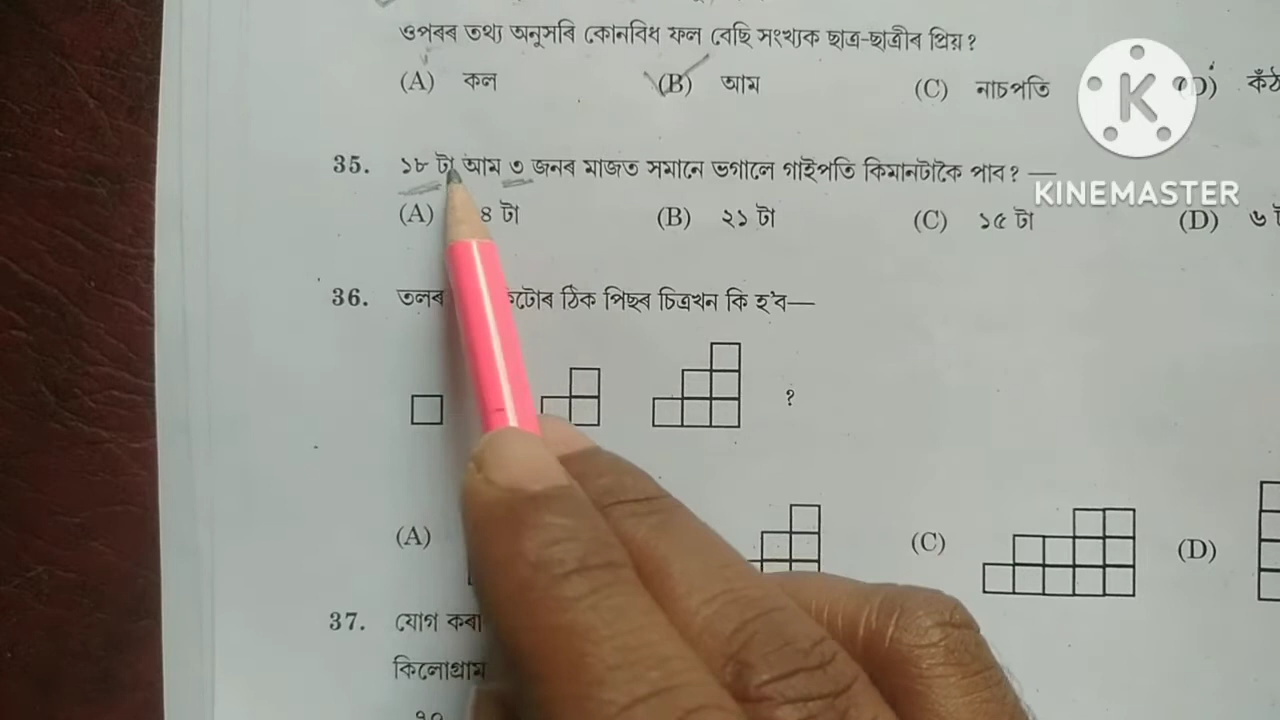 ওপৰৰ তথ্য অনুসৰি কোনবিধ ফল বেছি সংখ্যক ছাত্ৰ-ছাত্ৰীৰ প্ৰিয়?
(A) কল (B) আম (C) নাচপতি
K
KINEMASTER
35. ১৮ টা আম ৩ জনৰ মাজত সমানে ভগালে গাইপতি কিমানটাকৈ পাব? —
(A) ৪ টা (B) ২১ টা (C) ১৫ টা (D) ৬
36. তলৰ ঠিক পিছৰ চিত্ৰখন কি হ'ব—
?
(A) (C) (D)
37. যোগ কৰা
কিলোগ্ৰাম